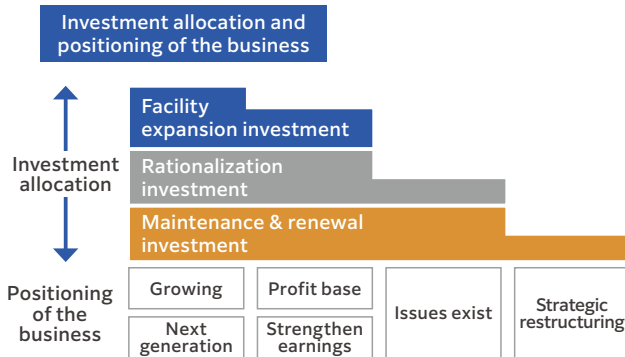 Investment allocation and
positioning of the business
Facility
expansion investment
Investment
allocation
Rationalization
investment
Maintenance & renewal
investment
Positioning
of the
business
Growing
Profit base
Issues exist
Strategic
restructuring
Next
generation
Strengthen
earnings